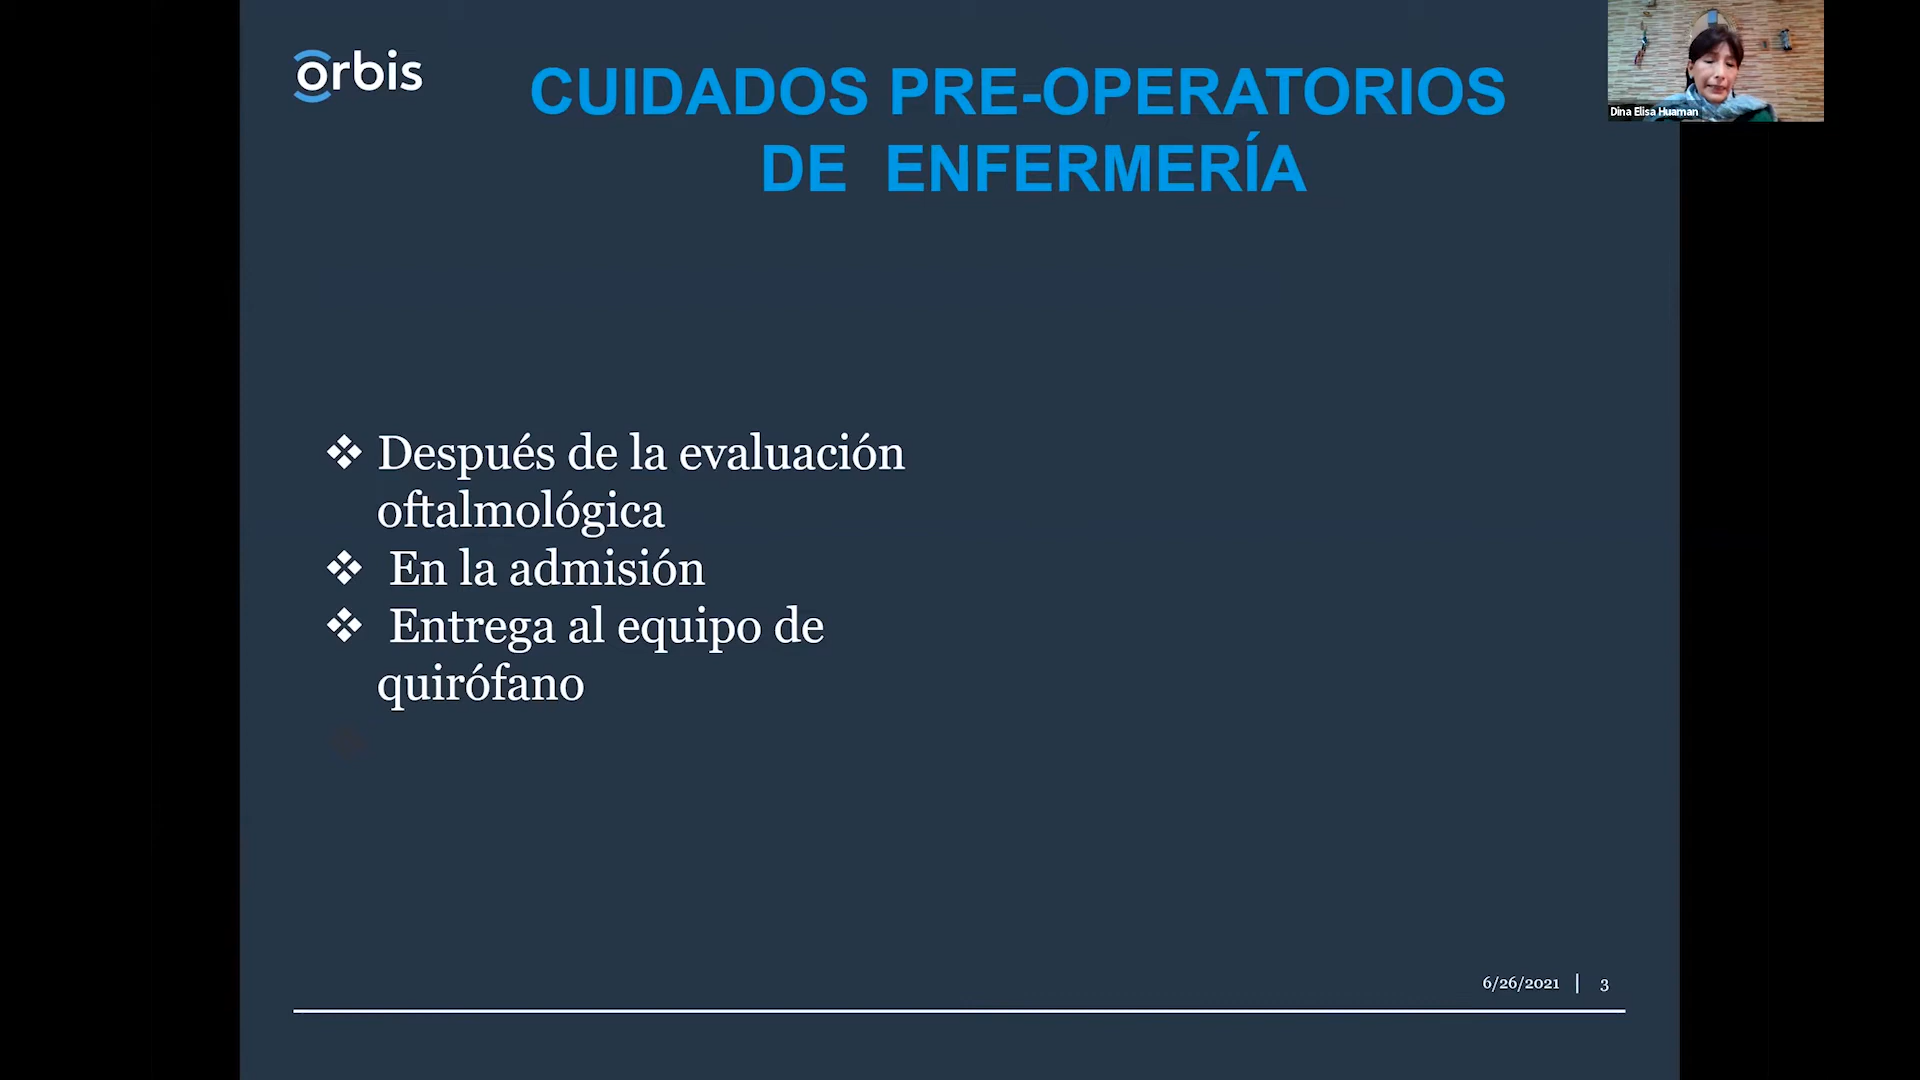 orbis
CUIDADOS PRE-OPERATORIOS
DE ENFERMERÍA
Dina Elisa Huaman
❖ Después de la evaluación
oftalmológica
❖ En la admisión
❖ Entrega al equipo de
quirófano
6/26/2021 | 3